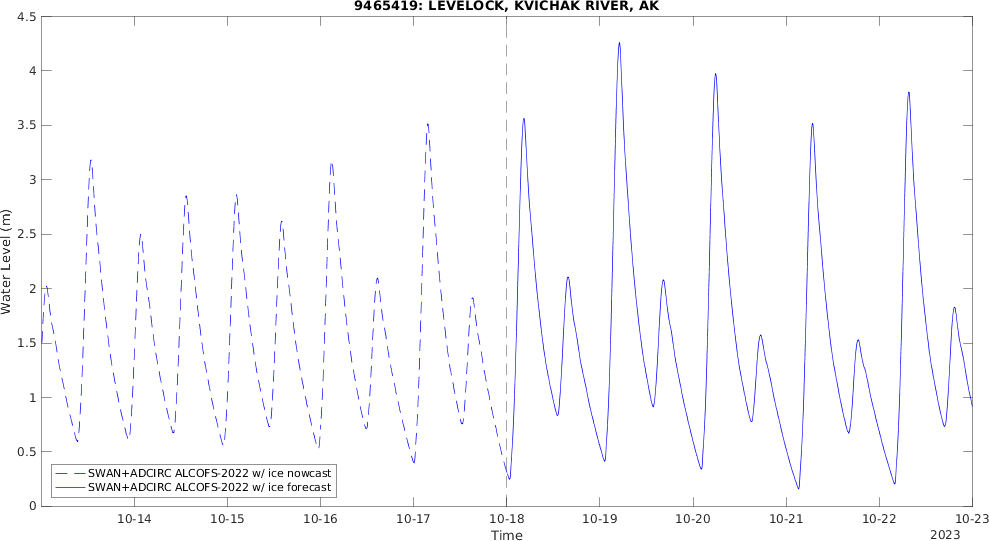 9465419: LEVELOCK, KVICHAK RIVER, AK
4.5
4
3.5
3
2.5
2
1.5
1
0.5
0
Water Level (m)
SWAN+ADCIRC ALCOFS-2022 w/ ice nowcast
SWAN+ADCIRC ALCOFS-2022 w/ ice forecast
10-14 10-15 10-16 10-17 10-18 10-19 10-20 10-21 10-22 10-23
Time
2023